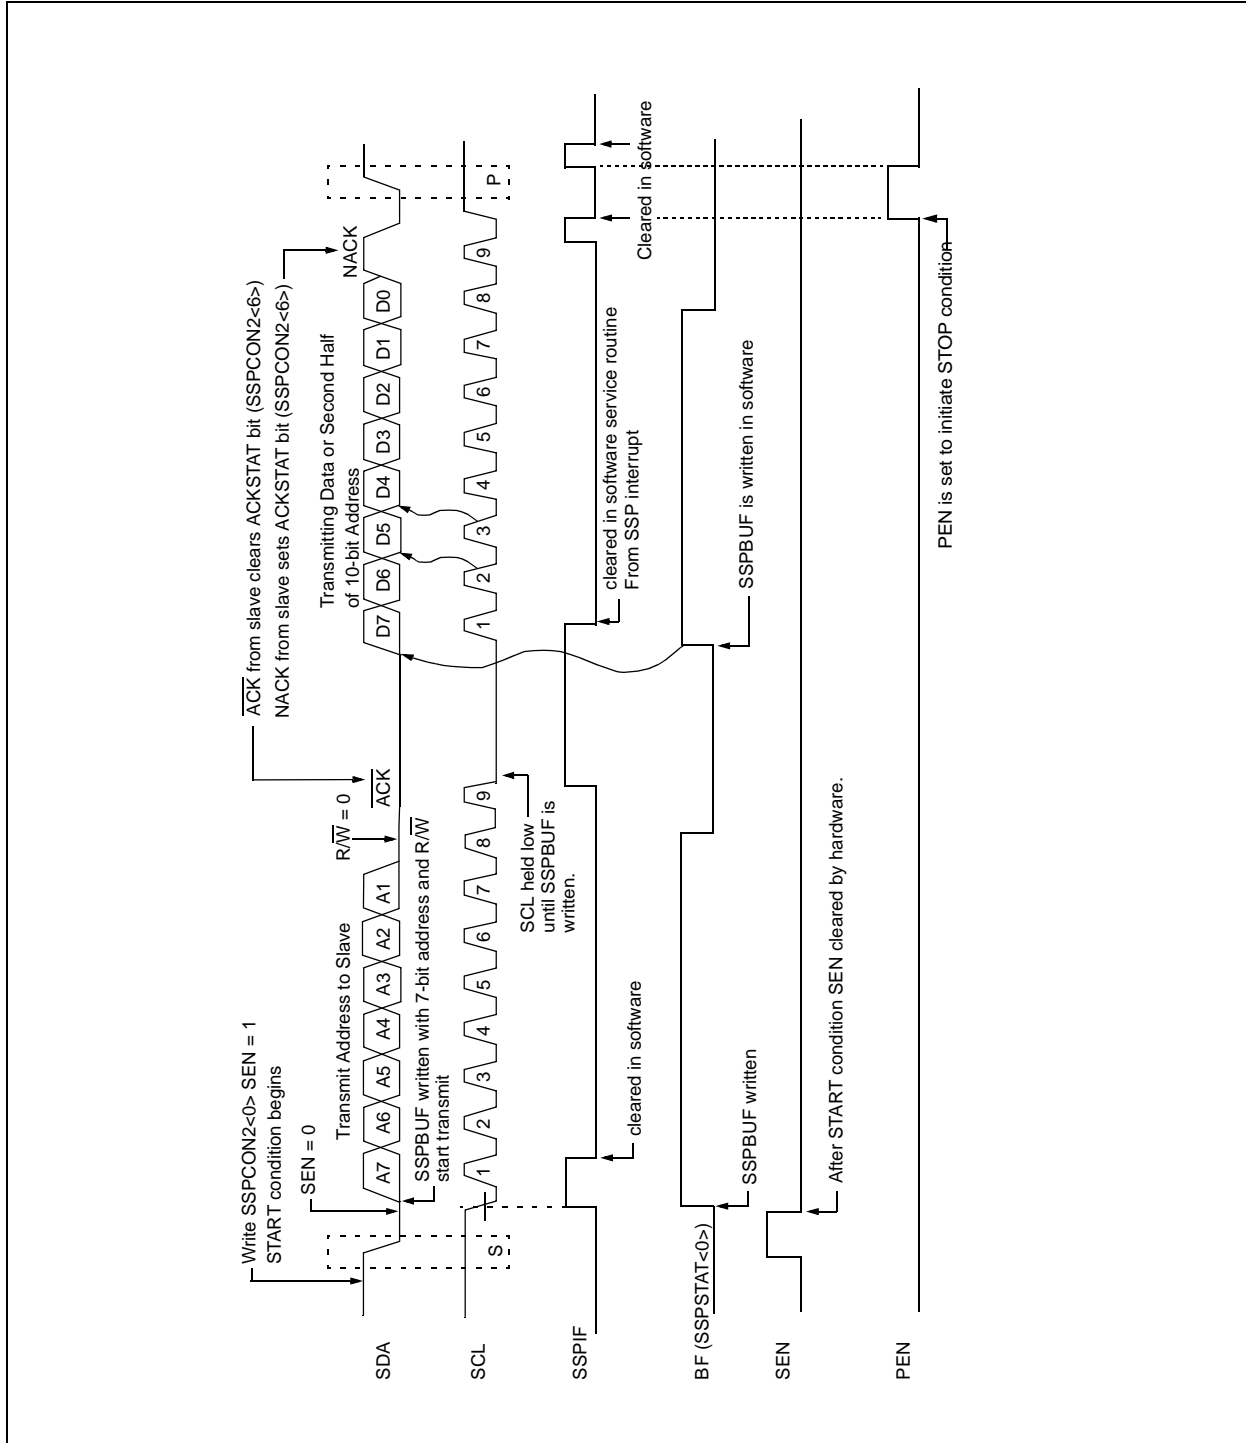 Write SSPCON2<0> SEN = 1
START condition begins
SEN = 0
ACK from slave clears ACKSTAT bit (SSPCON2<6>)
NACK from slave sets ACKSTAT bit (SSPCON2<6>)
Transmit Address to Slave
R/W = 0
ACK
Transmitting Data or Second Half
of 10-bit Address
NACK
SDA
A7 A6 A5 A4 A3 A2 A1
D7 D6 D5 D4 D3 D2 D1 D0
SSPBUF written with 7-bit address and R/W
start transmit
SCL
S
1 2 3 4 5 6 7 8 9
1 2 3 4 5 6 7 8 9
P
SCL held low
until SSPBUF is
written.
SSPIF
cleared in software
cleared in software service routine
From SSP interrupt
Cleared in software
BF (SSPSTAT<0>)
SSPBUF written
SSPBUF is written in software
SEN
After START condition SEN cleared by hardware.
PEN
PEN is set to initiate STOP condition